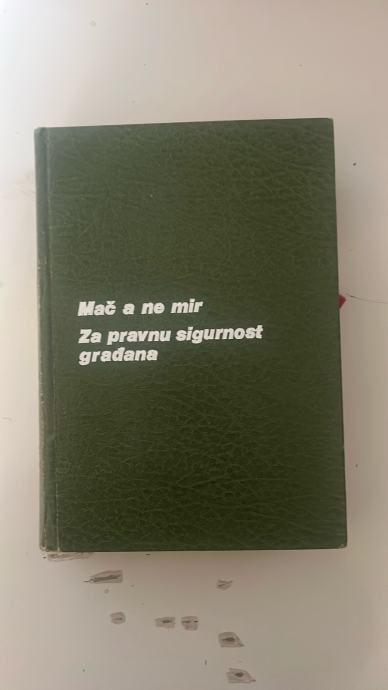 Mač a ne mir
Za pravnu sigurnost
građana